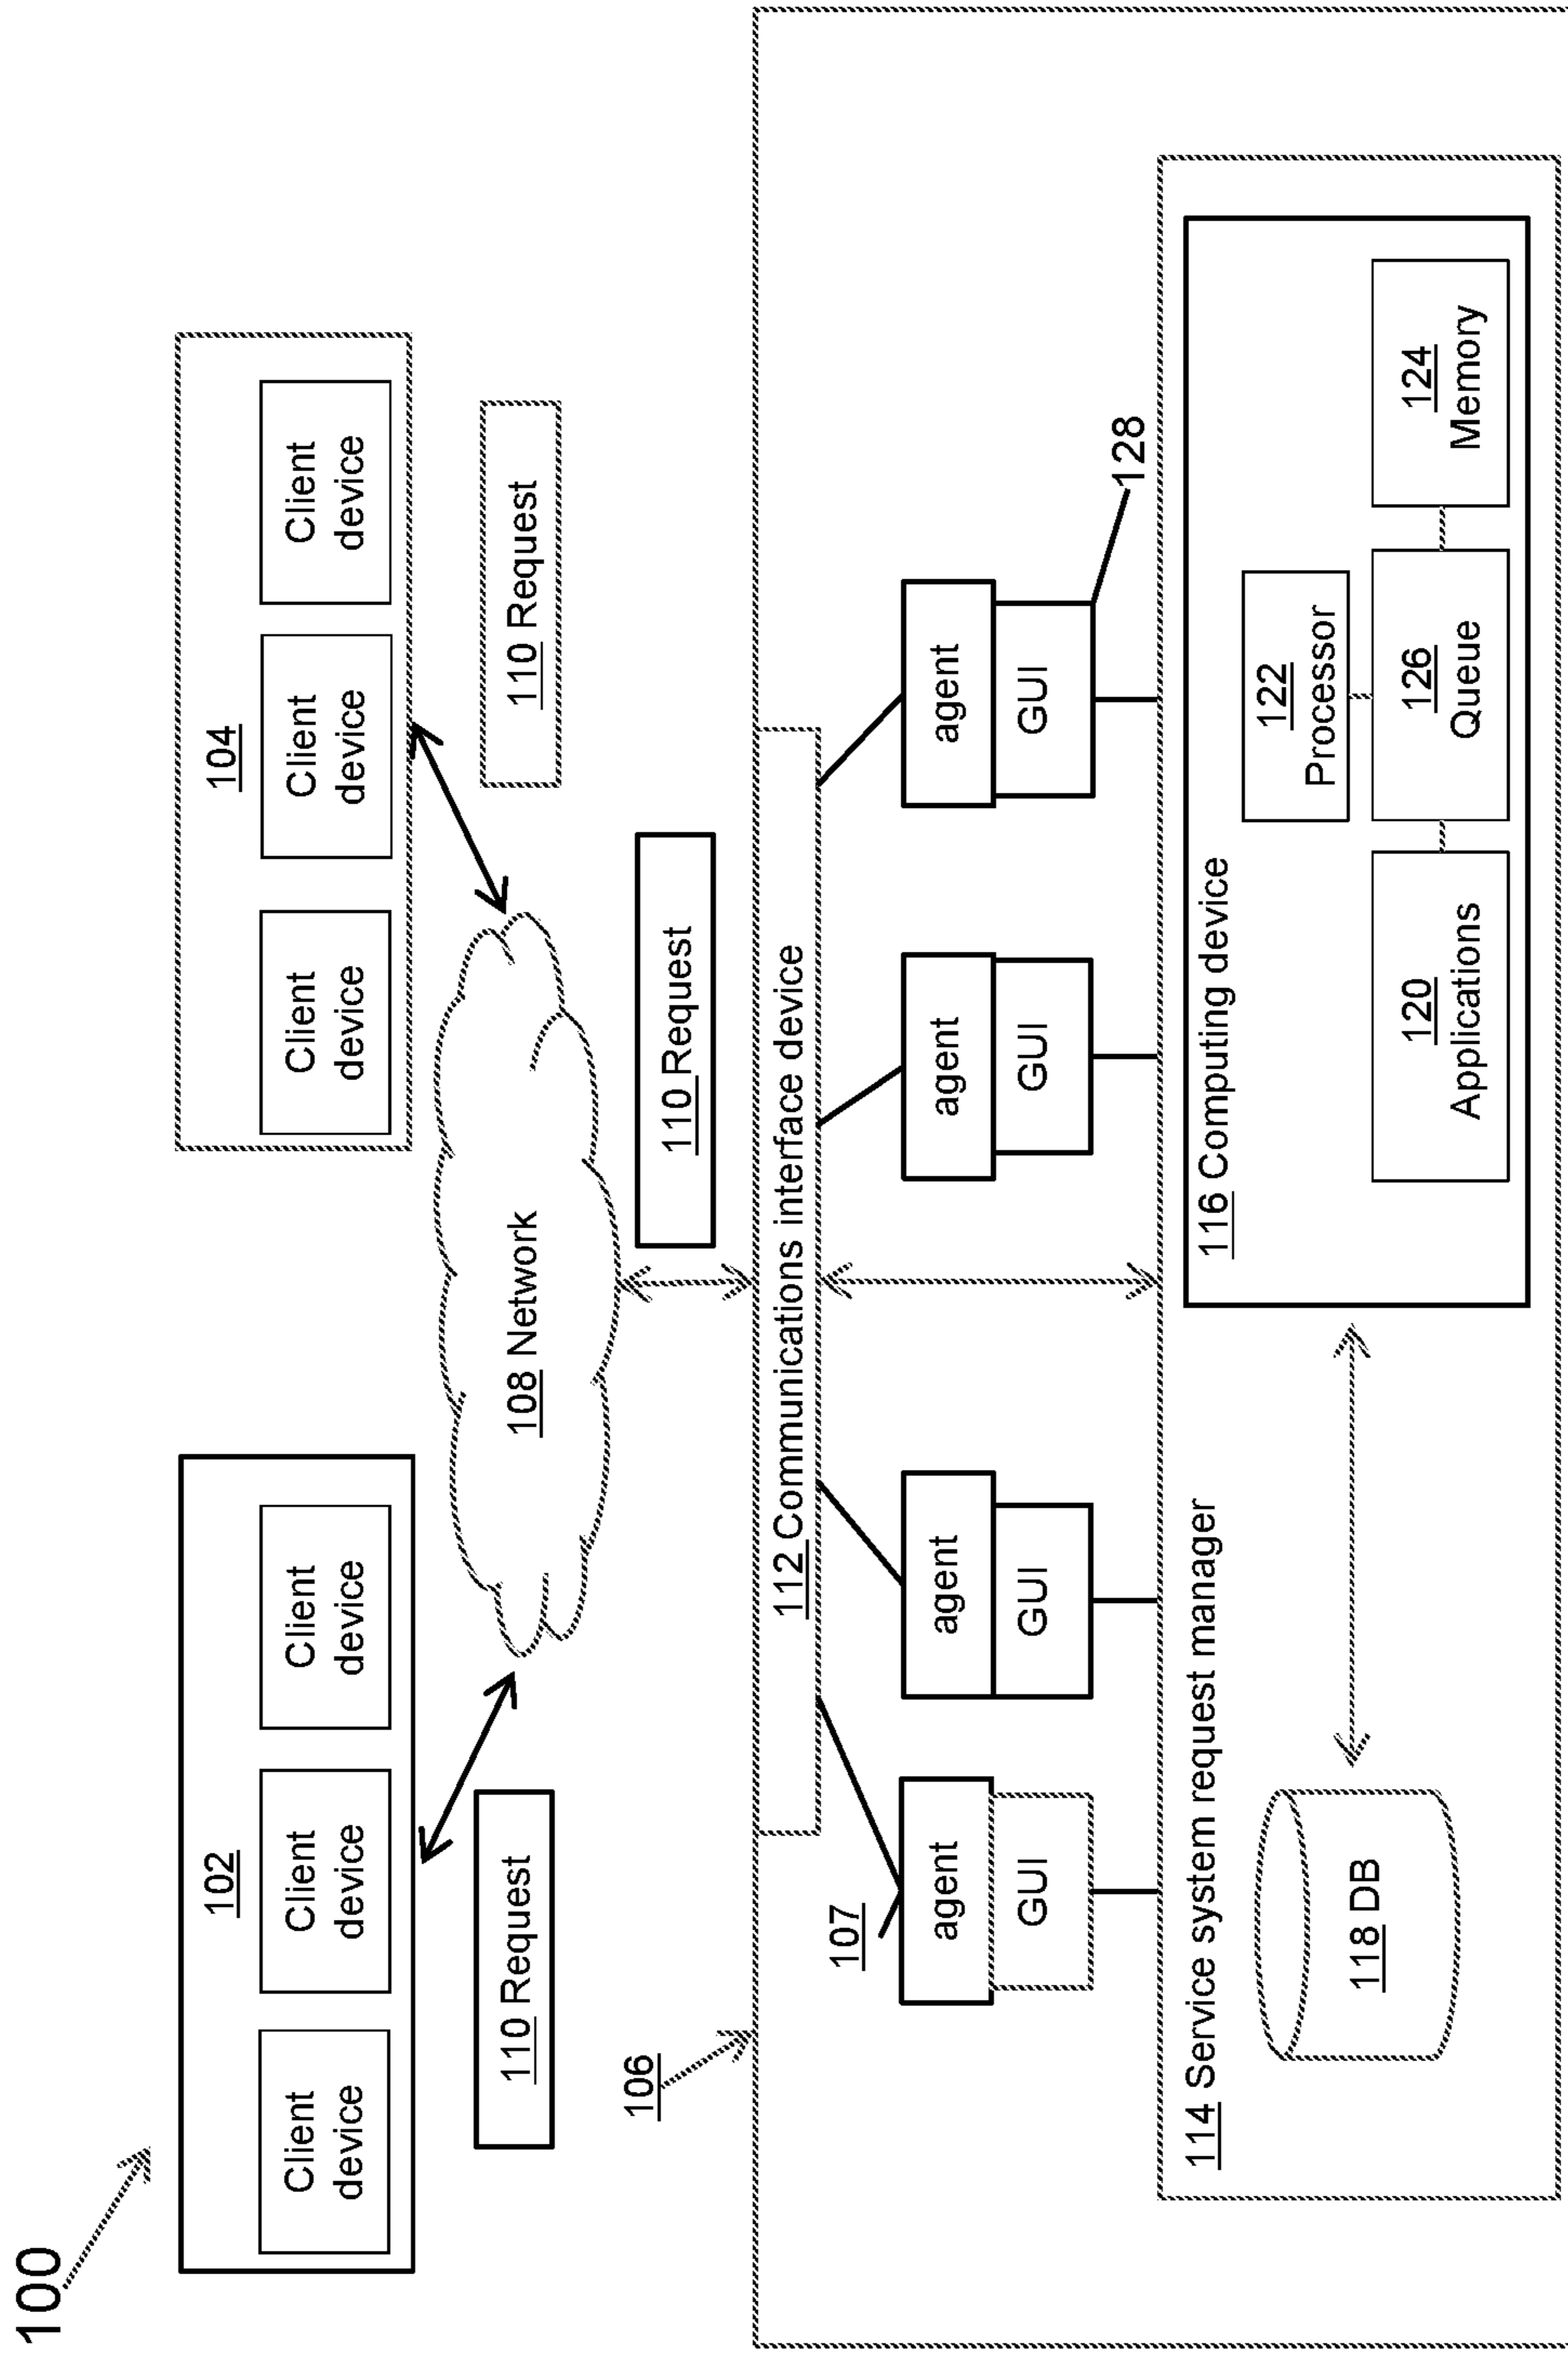 100
102
Client
device
Client
device
Client
device
104
Client
device
Client
device
Client
device
110 Request
108 Network
110 Request
110 Request
106
112 Communications interface device
107
agent
GUI
agent
GUI
agent
GUI
agent
GUI
128
114 Service system request manager
118 DB
116 Computing device
122
Processor
120
Applications
126
Queue
124
Memory